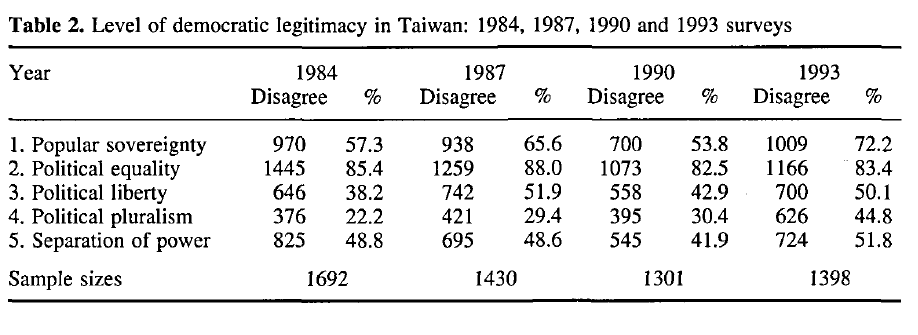 Table 2. Level of democratic legitimacy in Taiwan: 1984, 1987, 1990 and 1993 surveys
Year 1984 1987 1990 1993
Disagree % Disagree % Disagree % Disagree %
1. Popular sovereignty 970 57.3 938 65.6 700 53.8 1009 72.2
2. Political equality 1445 85.4 1259 88.0 1073 82.5 1166 83.4
3. Political liberty 646 38.2 742 51.9 558 42.9 700 50.1
4. Political pluralism 376 22.2 421 29.4 395 30.4 626 44.8
5. Separation of power 825 48.8 695 48.6 545 41.9 724 51.8
Sample sizes 1692 1430 1301 1398